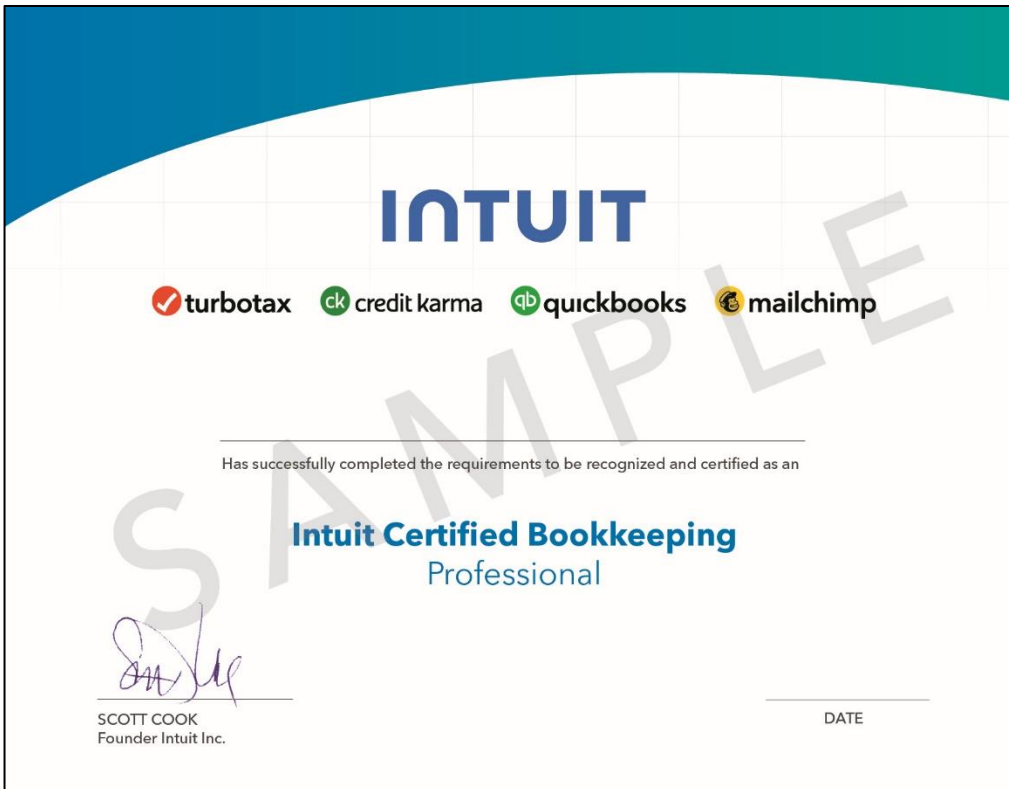 INTUIT
turbotax ck credit karma qb quickbooks mailchimp
SAMPLE
Has successfully completed the requirements to be recognized and certified as an
Intuit Certified Bookkeeping
Professional
SCOTT COOK
Founder Intuit Inc.
DATE